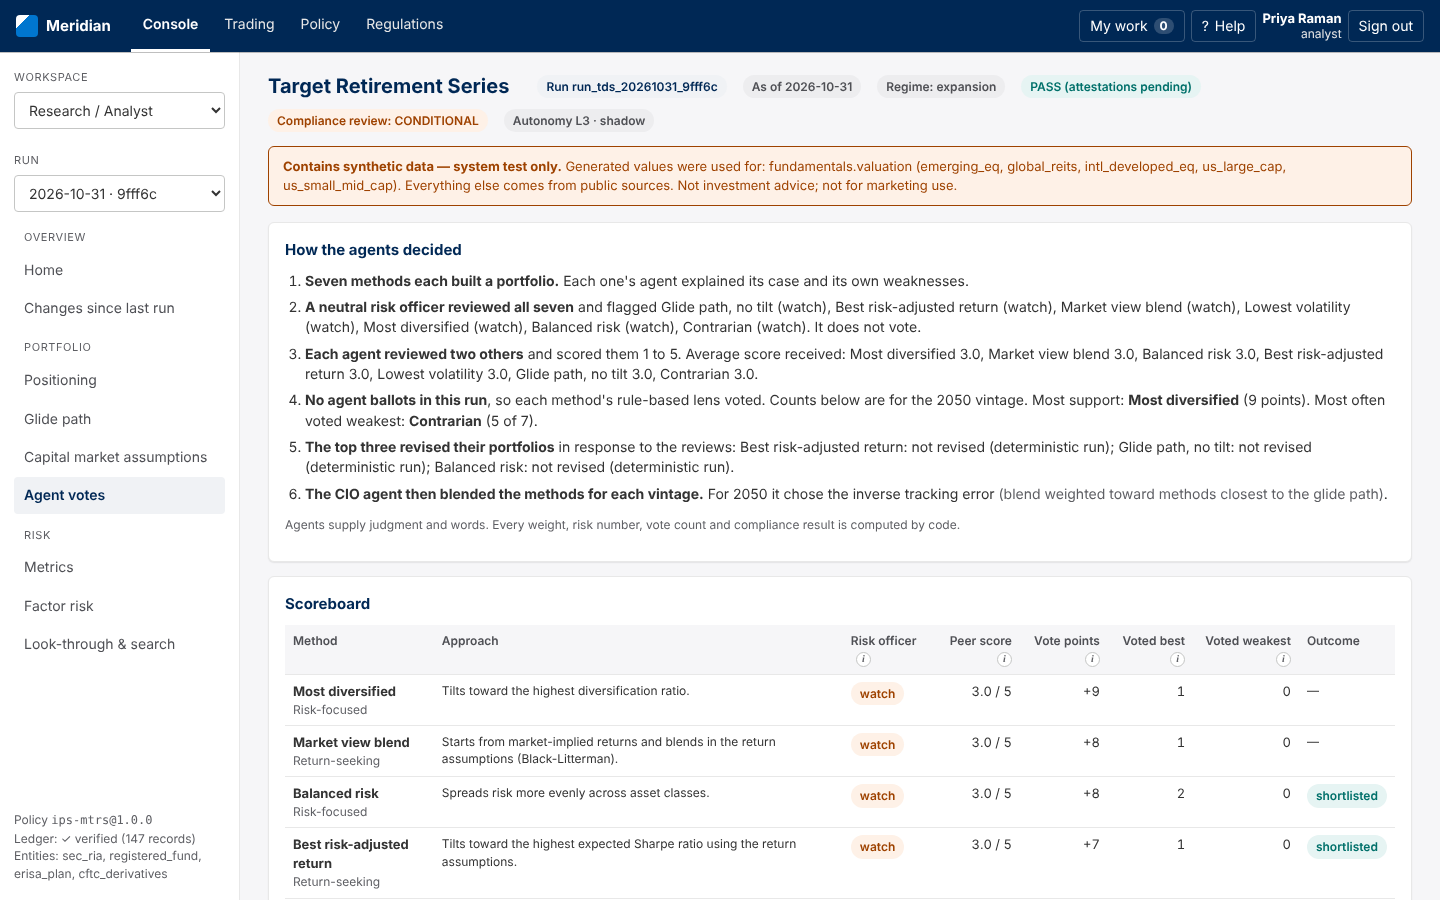 Meridian
Console
Trading
Policy
Regulations
My work 0
? Help
Priya Raman
analyst
Sign out
WORKSPACE
Research / Analyst
RUN
2026-10-31 · 9fff6c
OVERVIEW
Home
Changes since last run
PORTFOLIO
Positioning
Glide path
Capital market assumptions
Agent votes
RISK
Metrics
Factor risk
Look-through & search
Policy ips-mtrs@1.0.0
Ledger: ✓ verified (147 records)
Entities: sec_ria, registered_fund,
erisa_plan, cftc_derivatives
Target Retirement Series
Run run_tds_20261031_9fff6c
As of 2026-10-31
Regime: expansion
PASS (attestations pending)
Compliance review: CONDITIONAL
Autonomy L3 · shadow
Contains synthetic data — system test only. Generated values were used for: fundamentals.valuation (emerging_eq, global_reits, intl_developed_eq, us_large_cap,
us_small_mid_cap). Everything else comes from public sources. Not investment advice; not for marketing use.
How the agents decided
1. Seven methods each built a portfolio. Each one's agent explained its case and its own weaknesses.
2. A neutral risk officer reviewed all seven and flagged Glide path, no tilt (watch), Best risk-adjusted return (watch), Market view blend (watch), Lowest volatility
(watch), Most diversified (watch), Balanced risk (watch), Contrarian (watch). It does not vote.
3. Each agent reviewed two others and scored them 1 to 5. Average score received: Most diversified 3.0, Market view blend 3.0, Balanced risk 3.0, Best risk-adjusted
return 3.0, Lowest volatility 3.0, Glide path, no tilt 3.0, Contrarian 3.0.
4. No agent ballots in this run, so each method's rule-based lens voted. Counts below are for the 2050 vintage. Most support: Most diversified (9 points). Most often
voted weakest: Contrarian (5 of 7).
5. The top three revised their portfolios in response to the reviews: Best risk-adjusted return: not revised (deterministic run); Glide path, no tilt: not revised
(deterministic run); Balanced risk: not revised (deterministic run).
6. The CIO agent then blended the methods for each vintage. For 2050 it chose the inverse tracking error (blend weighted toward methods closest to the glide path).
Agents supply judgment and words. Every weight, risk number, vote count and compliance result is computed by code.
Scoreboard
Method Approach Risk officer i Peer score i Vote points i Voted best i Voted weakest i Outcome
Most diversified Tilts toward the highest diversification ratio. watch 3.0 / 5 +9 1 0 —
Risk-focused
Market view blend Starts from market-implied returns and blends in the return watch 3.0 / 5 +8 1 0 —
Return-seeking assumptions (Black-Litterman).
Balanced risk Spreads risk more evenly across asset classes. watch 3.0 / 5 +8 2 0 shortlisted
Risk-focused
Best risk-adjusted Tilts toward the highest expected Sharpe ratio using the return watch 3.0 / 5 +7 1 0 shortlisted
return assumptions.
Return-seeking